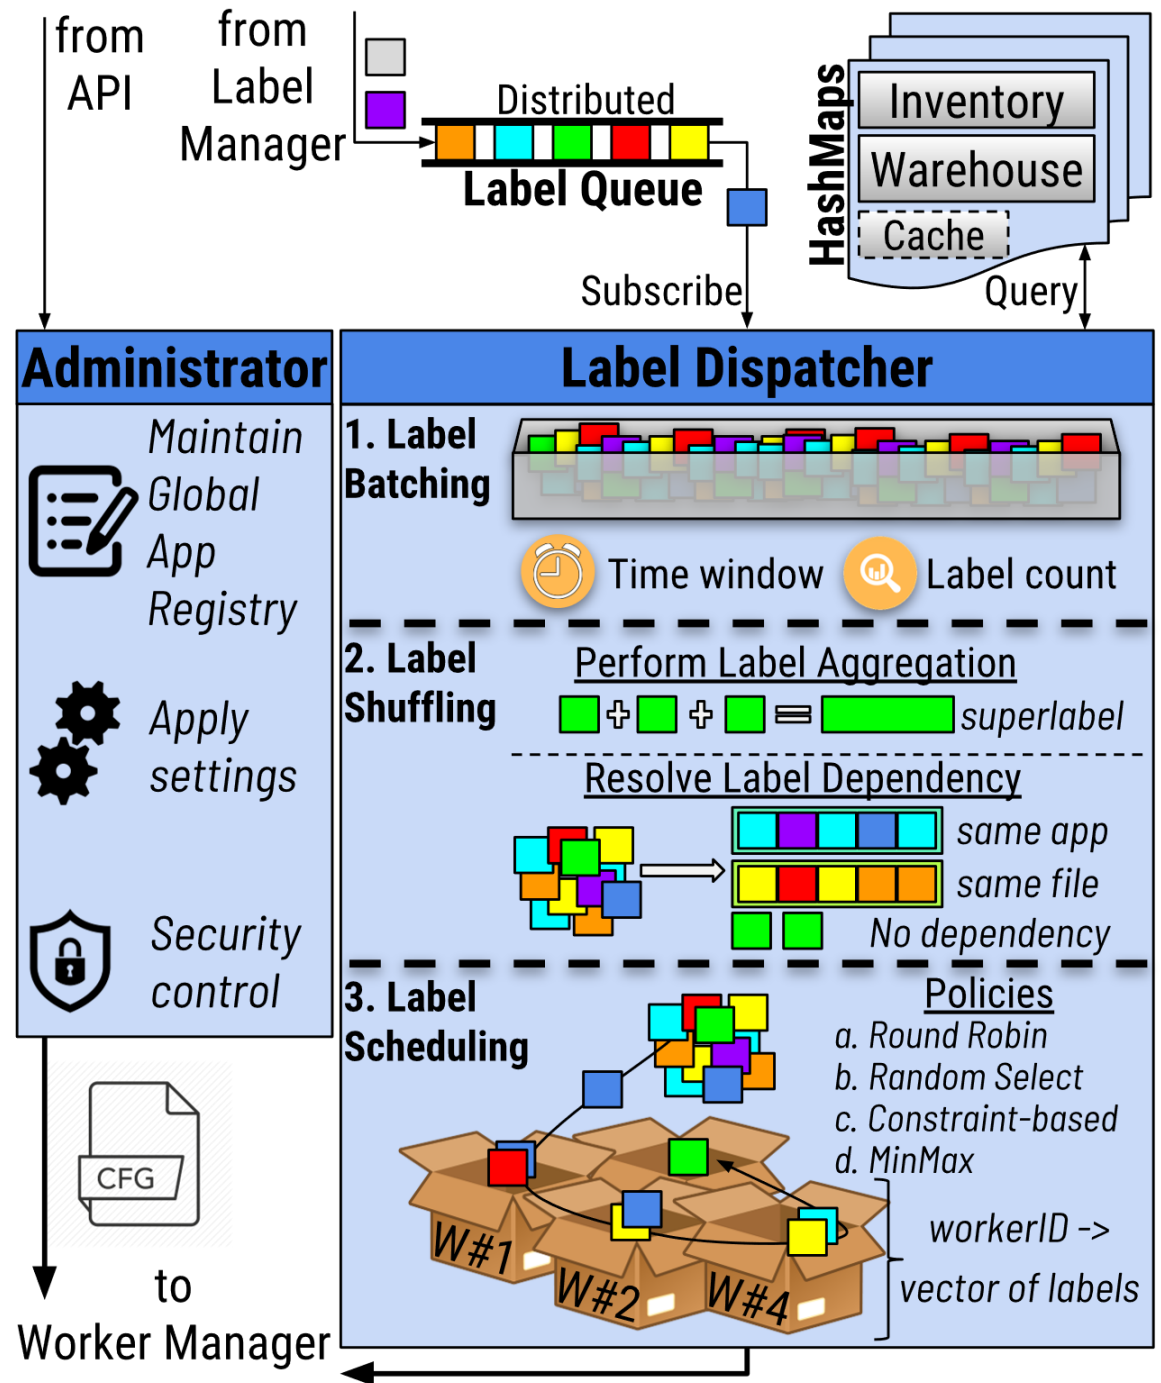 from
API
from
Label
Manager
Distributed
Label Queue
Subscribe
HashMaps
Inventory
Warehouse
Cache
Query
Administrator
Maintain
Global
App
Registry
Apply
settings
Security
control
CFG
to
Worker Manager
Label Dispatcher
1. Label
Batching
Time window
Label count
2. Label
Shuffling
Perform Label Aggregation
superlabel
Resolve Label Dependency
same app
same file
No dependency
3. Label
Scheduling
Policies
a. Round Robin
b. Random Select
c. Constraint-based
d. MinMax
W#1
W#2
W#4
workerID ->
vector of labels